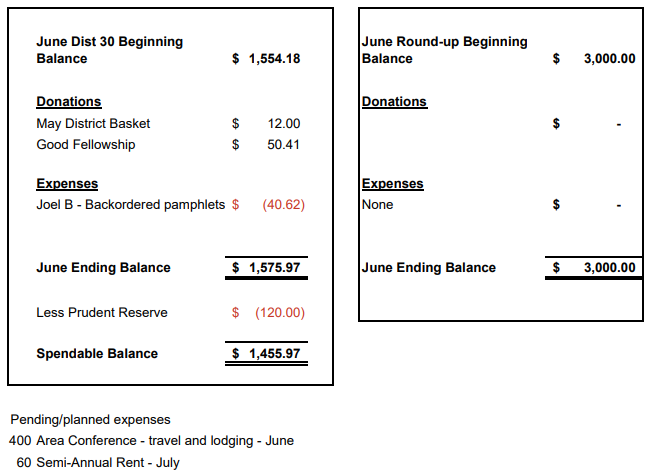 June Dist 30 Beginning
Balance $ 1,554.18
Donations
May District Basket $ 12.00
Good Fellowship $ 50.41
Expenses
Joel B - Backordered pamphlets $ (40.62)
June Ending Balance $ 1,575.97
Less Prudent Reserve $ (120.00)
Spendable Balance $ 1,455.97
June Round-up Beginning
Balance $ 3,000.00
Donations
$ -
Expenses
None $ -
June Ending Balance $ 3,000.00
Pending/planned expenses
400 Area Conference - travel and lodging - June
60 Semi-Annual Rent - July